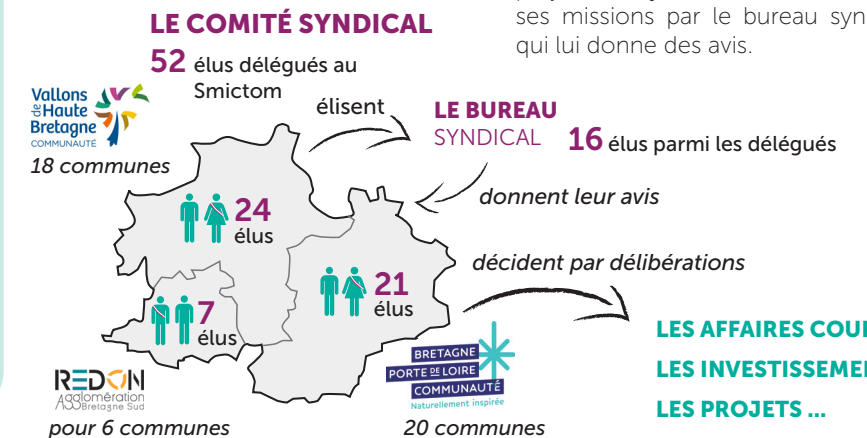 ses missions par le bureau syn
qui lui donne des avis.
LE COMITÉ SYNDICAL
52 élus délégués au
Smictom
Vallons
de Haute
Bretagne
COMMUNAUTÉ
18 communes
élisent
LE BUREAU
SYNDICAL
16 élus parmi les délégués
donnent leur avis
24
élus
décident par délibérations
21
élus
7
élus
LES AFFAIRES COU
LES INVESTISSEME
LES PROJETS ...
REDON
Agglomération
Bretagne Sud
pour 6 communes
BRETAGNE
PORTE DE LOIRE
COMMUNAUTÉ
Naturellement inspirée
20 communes